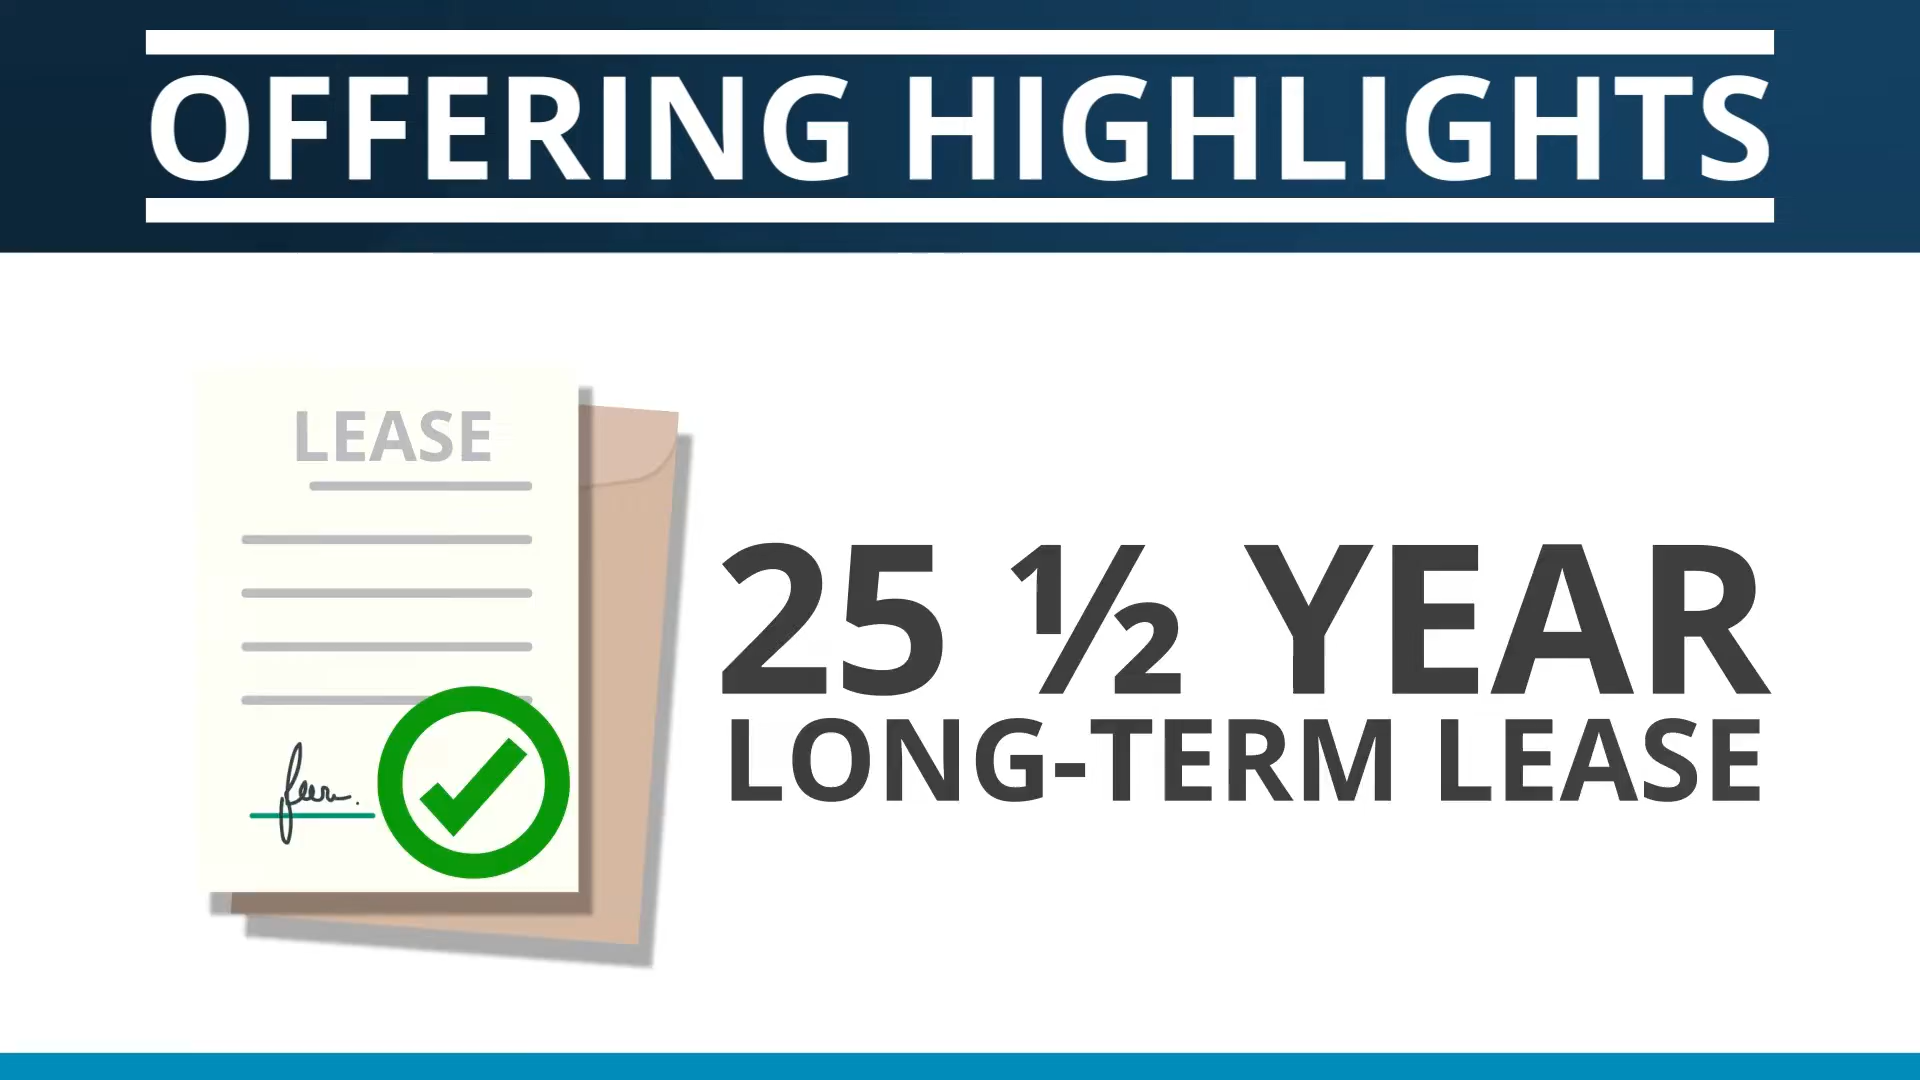 OFFERING HIGHLIGHTS
LEASE
25 ½ YEAR
LONG-TERM LEASE